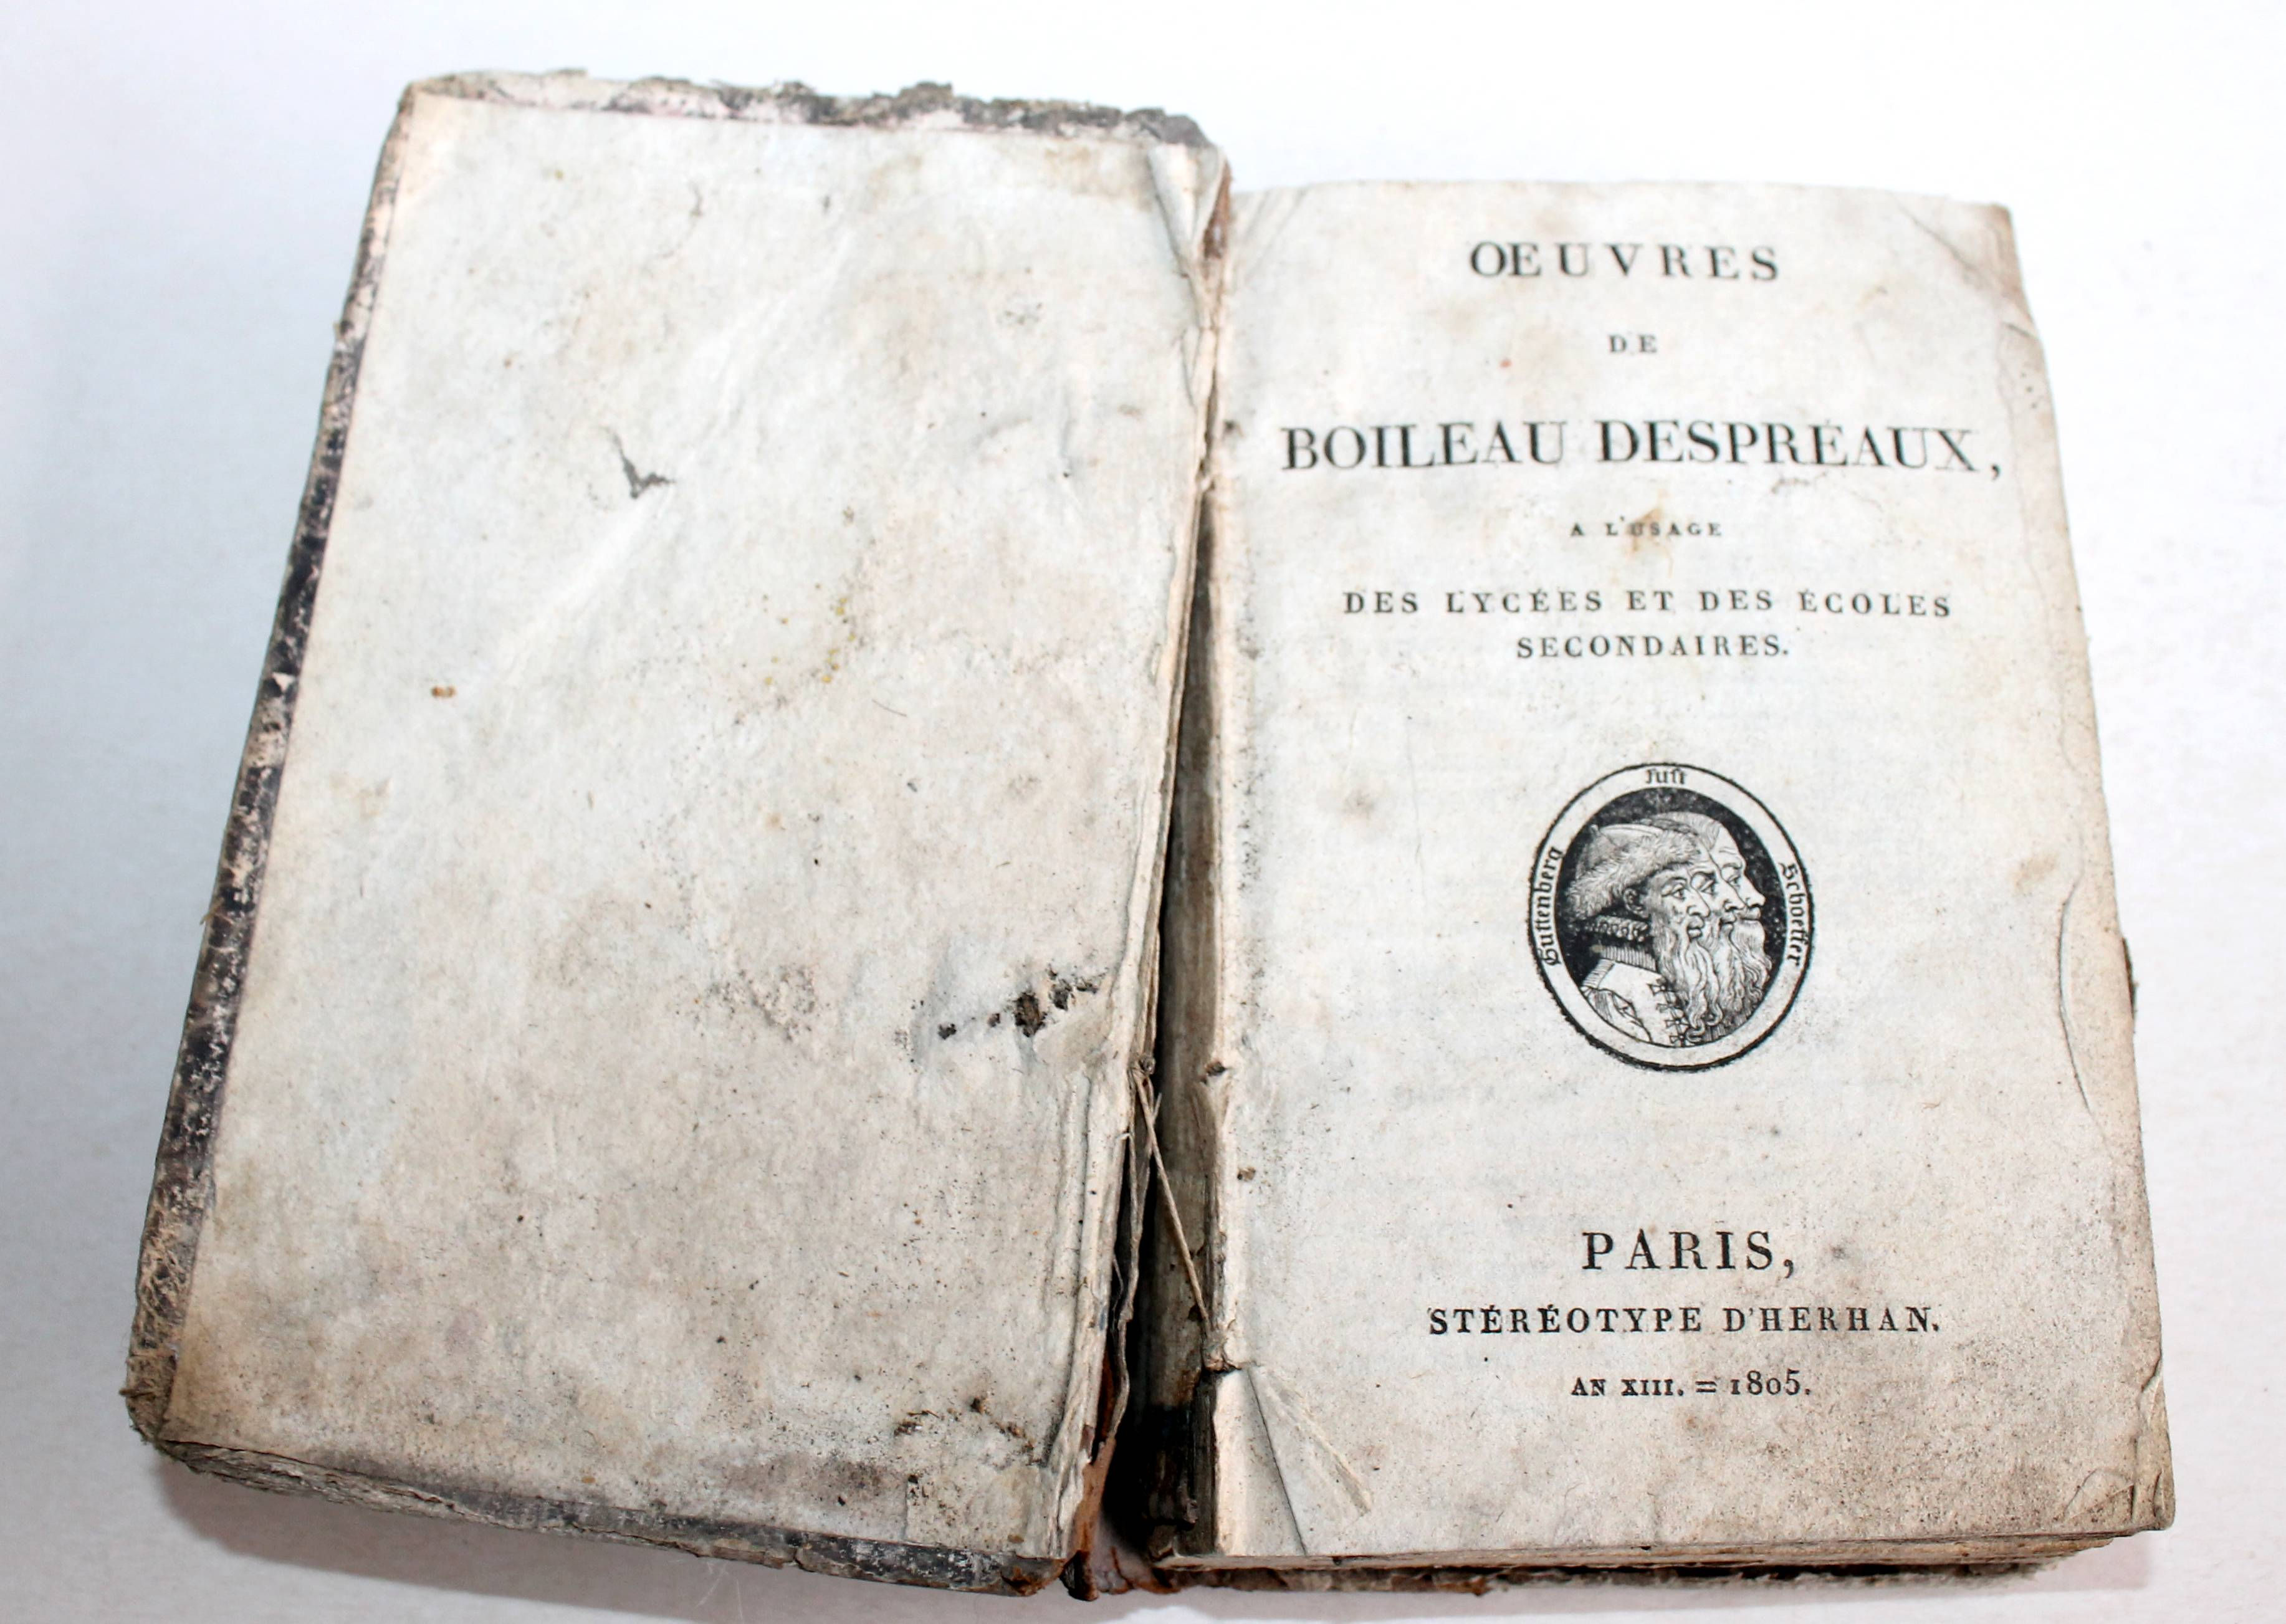 OEUVRES
DE
BOILEAU DESPRÉAUX,
A L'USAGE
DES LYCÉES ET DES ÉCOLES
SECONDAIRES.
Fust
Guttenberg
Schoeffer
PARIS,
STÉRÉOTYPE D'HERHAN.
AN XIII. = 1805.